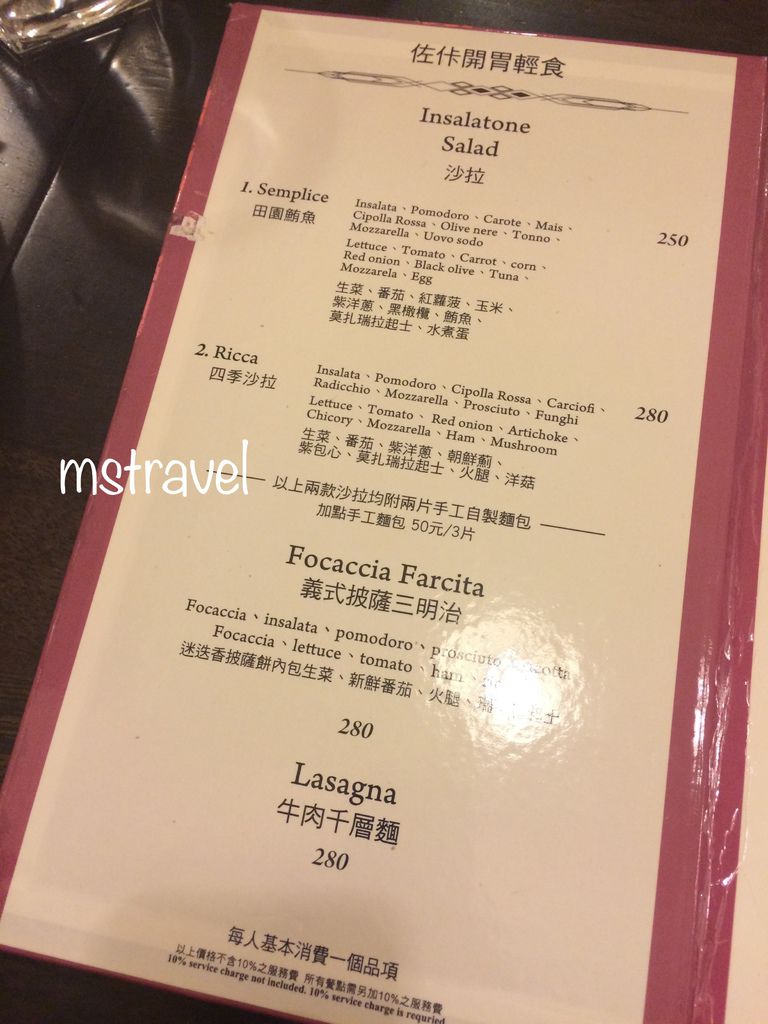 佐佧開胃輕食
Insalatone
Salad
沙拉
1. Semplice
田園鮪魚
Insalata、Pomodoro、Carote、Mais、
Cipolla Rossa、Olive nere、Tonno、
Mozzarella、Uovo sodo
250
Lettuce、Tomato、Carrot、corn、
Red onion、Black olive、Tuna、
Mozzarela、Egg
生菜、番茄、紅蘿菠、玉米、
紫洋蔥、黑橄欖、鮪魚、
莫扎瑞拉起士、水煮蛋
2. Ricca
四季沙拉
Insalata、Pomodoro、Cipolla Rossa、Carciofi、
Radicchio、Mozzarella、Prosciuto、Funghi
280
Lettuce、Tomato、Red onion、Artichoke、
Chicory、Mozzarella、Ham、Mushroom
生菜、番茄、紫洋蔥、朝鮮薊、
紫包心、莫扎瑞拉起士、火腿、洋菇
mstravel
以上兩款沙拉均附兩片手工自製麵包
加點手工麵包 50元/3片
Focaccia Farcita
義式披薩三明治
Focaccia、insalata、pomodoro、prosciuto
Focaccia、lettuce、tomato、ham、
迷迭香披薩餅內包生菜、新鮮番茄、火腿、瑞 起士
280
Lasagna
牛肉千層麵
280
每人基本消費一個品項
以上價格不含10%之服務費 所有餐點需另加10%之服務費
10% service charge not included. 10% service charge is requried